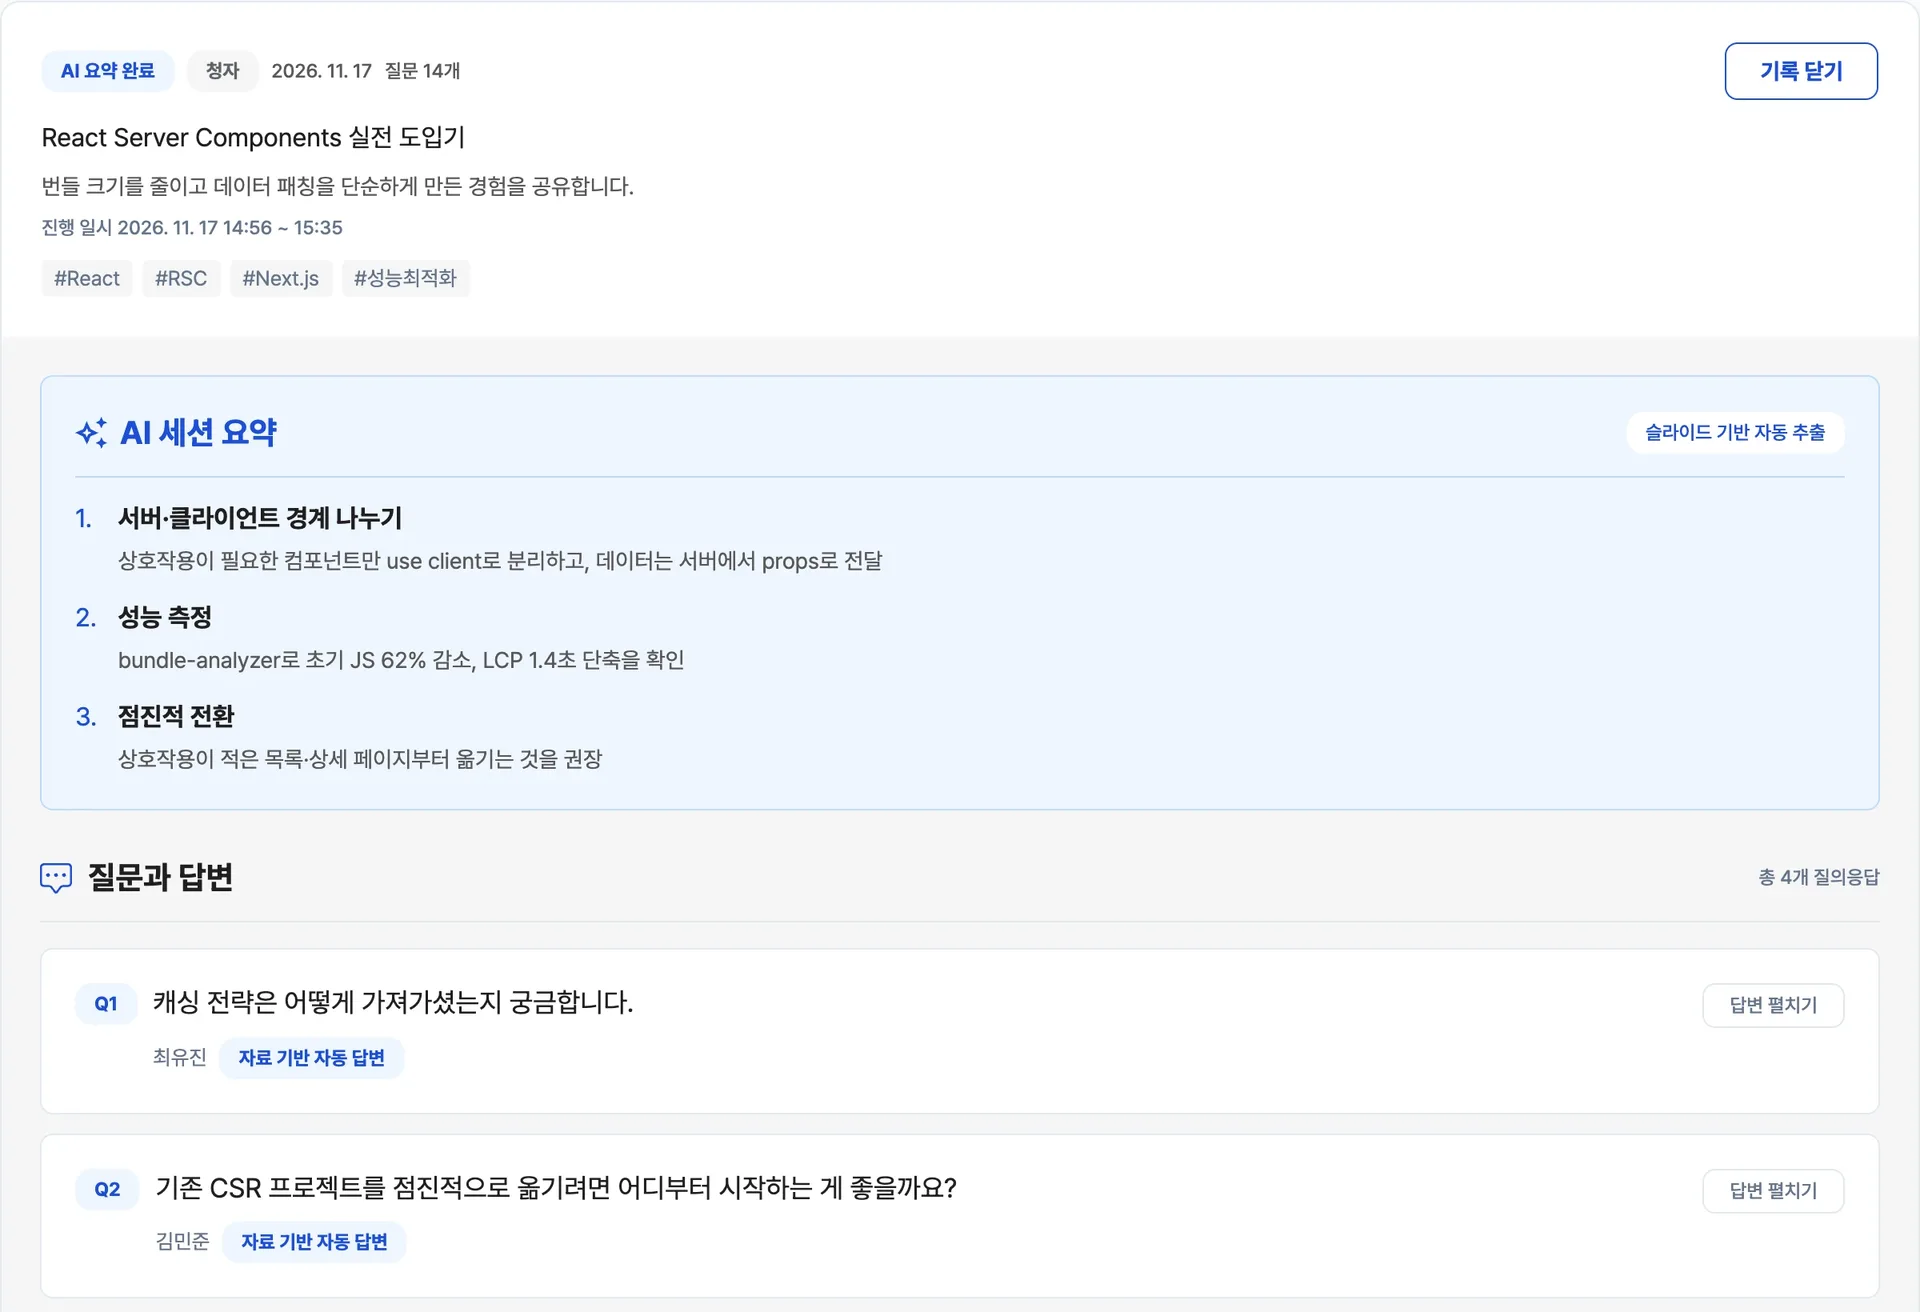 AI 요약 완료 청자 2026. 11. 17 질문 14개
기록 닫기
React Server Components 실전 도입기
번들 크기를 줄이고 데이터 패칭을 단순하게 만든 경험을 공유합니다.
진행 일시 2026. 11. 17 14:56 ~ 15:35
#React #RSC #Next.js #성능최적화
AI 세션 요약
슬라이드 기반 자동 추출
1. 서버·클라이언트 경계 나누기
상호작용이 필요한 컴포넌트만 use client로 분리하고, 데이터는 서버에서 props로 전달
2. 성능 측정
bundle-analyzer로 초기 JS 62% 감소, LCP 1.4초 단축을 확인
3. 점진적 전환
상호작용이 적은 목록·상세 페이지부터 옮기는 것을 권장
질문과 답변
총 4개 질의응답
Q1 캐싱 전략은 어떻게 가져가셨는지 궁금합니다.
답변 펼치기
최유진 자료 기반 자동 답변
Q2 기존 CSR 프로젝트를 점진적으로 옮기려면 어디부터 시작하는 게 좋을까요?
답변 펼치기
김민준 자료 기반 자동 답변